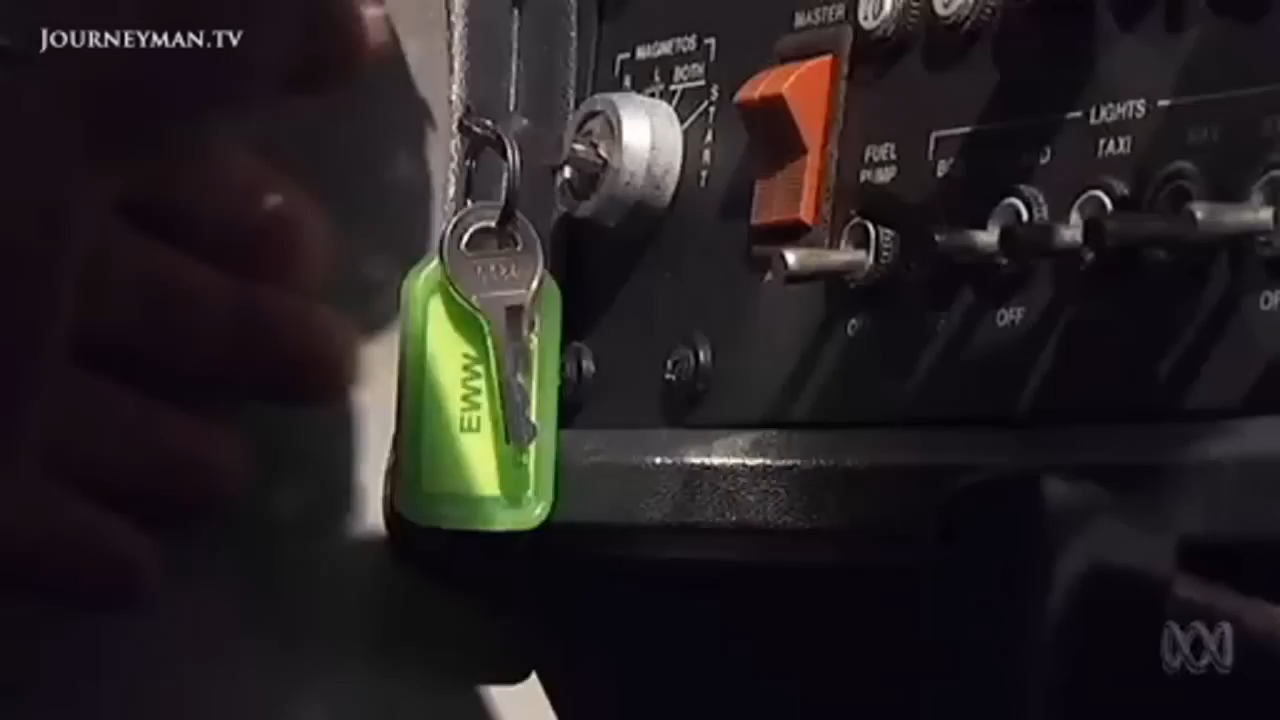 JOURNEYMAN.TV
MASTER
MAGNETOS
R L BOTH
START
LIGHTS
FUEL
PUMP
TAXI
EWW
OFF